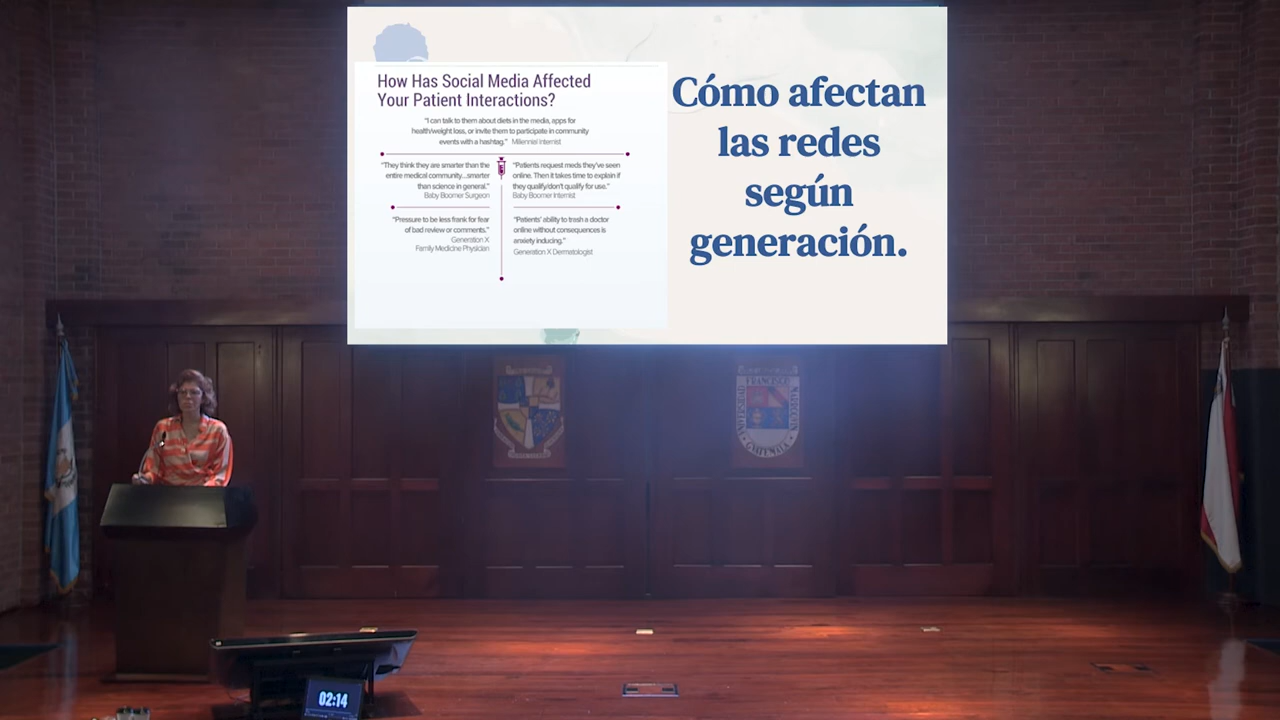 How Has Social Media Affected
Your Patient Interactions?
“I can talk to them about diets in the media, apps for
health/weight loss, or invite them to participate in community
events with a hashtag.” Millennial Internist
“They think they are smarter than the
entire medical community...smarter
than science in general.”
Baby Boomer Surgeon
“Patients request meds they’ve seen
online. Then it takes time to explain if
they qualify/don’t qualify for use.”
Baby Boomer Internist
“Pressure to be less frank for fear
of bad review or comments.”
Generation X
Family Medicine Physician
“Patients’ ability to trash a doctor
online without consequences is
anxiety inducing.”
Generation X Dermatologist
Cómo afectan
las redes
según
generación.
UNIVERSIDAD FRANCISCO MARROQUIN
GUATEMALA
02:14